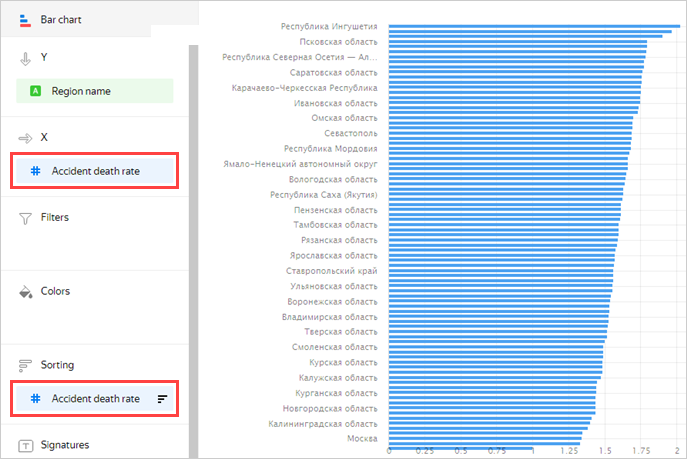 Bar chart
Y
A
Region name
X
# Accident death rate
Filters
Colors
Sorting
# Accident death rate
T
Signatures
Республика Ингушетия
Псковская область
Республика Северная Осетия — Ал...
Саратовская область
Карачаево-Черкесская Республика
Ивановская область
Омская область
Севастополь
Республика Мордовия
Ямало-Ненецкий автономный округ
Вологодская область
Республика Саха (Якутия)
Пензенская область
Тамбовская область
Рязанская область
Ярославская область
Ставропольский край
Ульяновская область
Воронежская область
Владимирская область
Тверская область
Смоленская область
Курская область
Калужская область
Курганская область
Новгородская область
Калининградская область
Москва
0 0.25 0.5 0.75 1 1.25 1.5 1.75 2